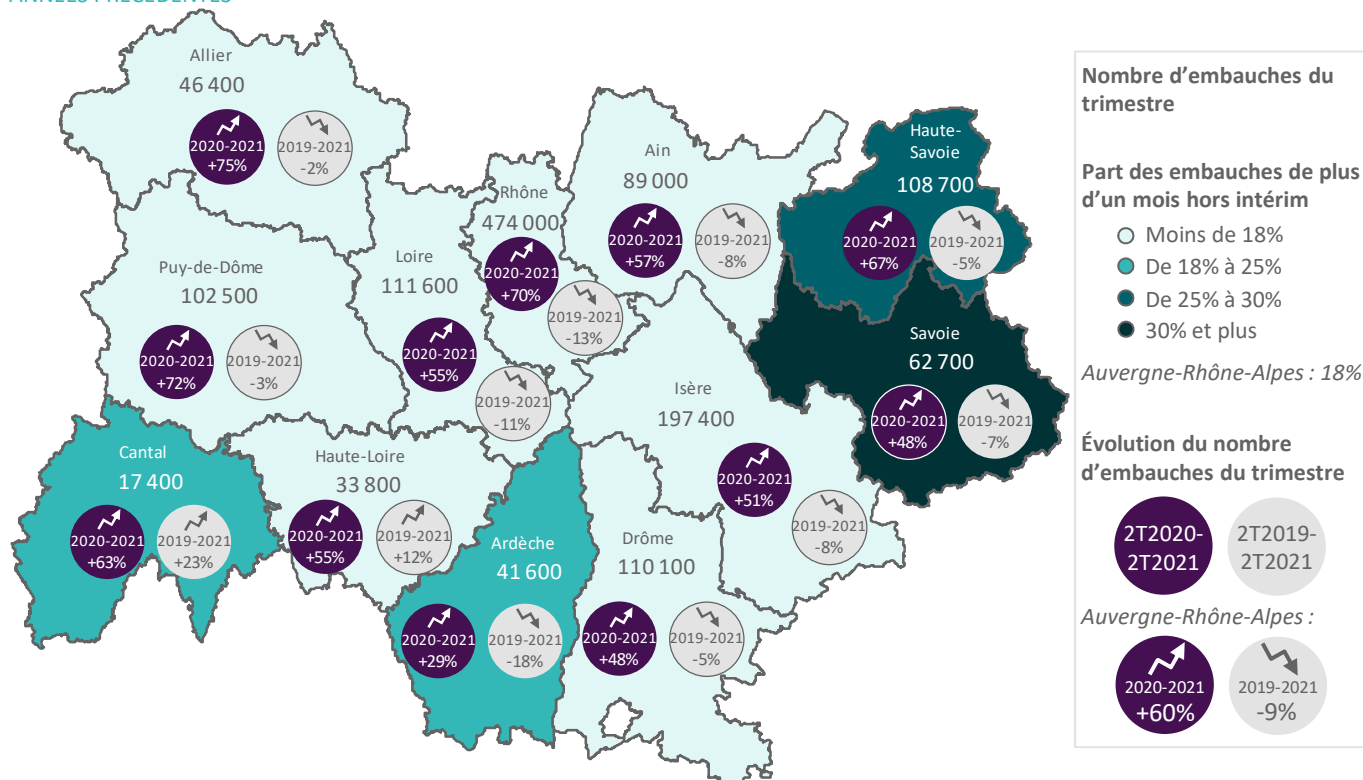 ANNÉES PRÉCÉDENTES
Allier
46 400
2020-2021
+75%
2019-2021
-2%
Puy-de-Dôme
102 500
2020-2021
+72%
2019-2021
-3%
Loire
111 600
2020-2021
+55%
2019-2021
-11%
Rhône
474 000
2020-2021
+70%
2019-2021
-13%
Ain
89 000
2020-2021
+57%
2019-2021
-8%
Haute-
Savoie
108 700
2020-2021
+67%
2019-2021
-5%
Savoie
62 700
2020-2021
+48%
2019-2021
-7%
Isère
197 400
2020-2021
+51%
2019-2021
-8%
Cantal
17 400
2020-2021
+63%
2019-2021
+23%
Haute-Loire
33 800
2020-2021
+55%
2019-2021
+12%
Ardèche
41 600
2020-2021
+29%
2019-2021
-18%
Drôme
110 100
2020-2021
+48%
2019-2021
-5%
Nombre d’embauches du
trimestre
Part des embauches de plus
d’un mois hors intérim
Moins de 18%
De 18% à 25%
De 25% à 30%
30% et plus
Auvergne-Rhône-Alpes : 18%
Évolution du nombre
d’embauches du trimestre
2T2020-
2T2021
2T2019-
2T2021
Auvergne-Rhône-Alpes :
2020-2021
+60%
2019-2021
-9%